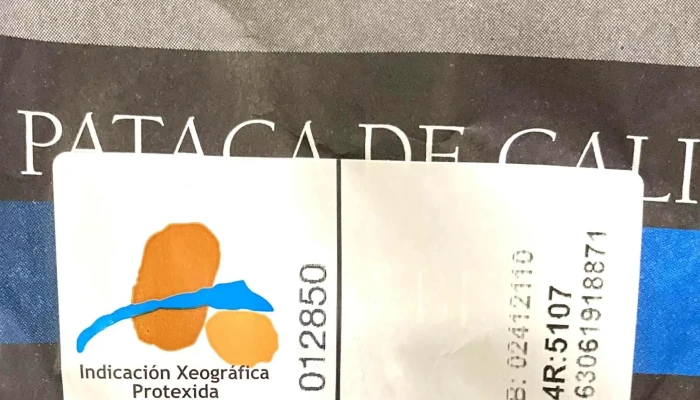 PATACA DE GALI
Indicación Xeográfica
Protexida
012850
B: 02412110
4R:5107
63061918871